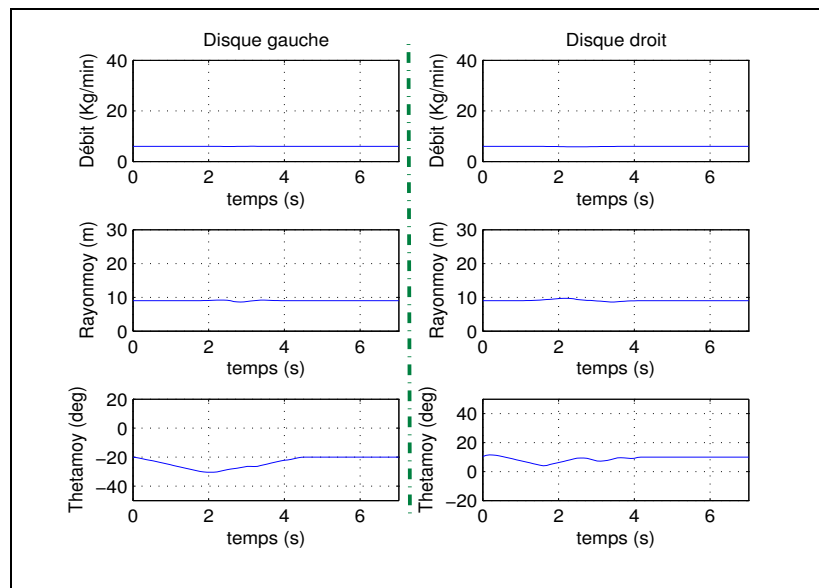 Disque gauche
Disque droit
Débit (Kg/min)
40
20
0
0 2 4 6
temps (s)
Débit (Kg/min)
40
20
0
0 2 4 6
temps (s)
Rayonmoy (m)
30
20
10
0
0 2 4 6
temps (s)
Rayonmoy (m)
30
20
10
0
0 2 4 6
temps (s)
Thetamoy (deg)
20
0
−20
−40
0 2 4 6
temps (s)
Thetamoy (deg)
40
20
0
−20
0 2 4 6
temps (s)